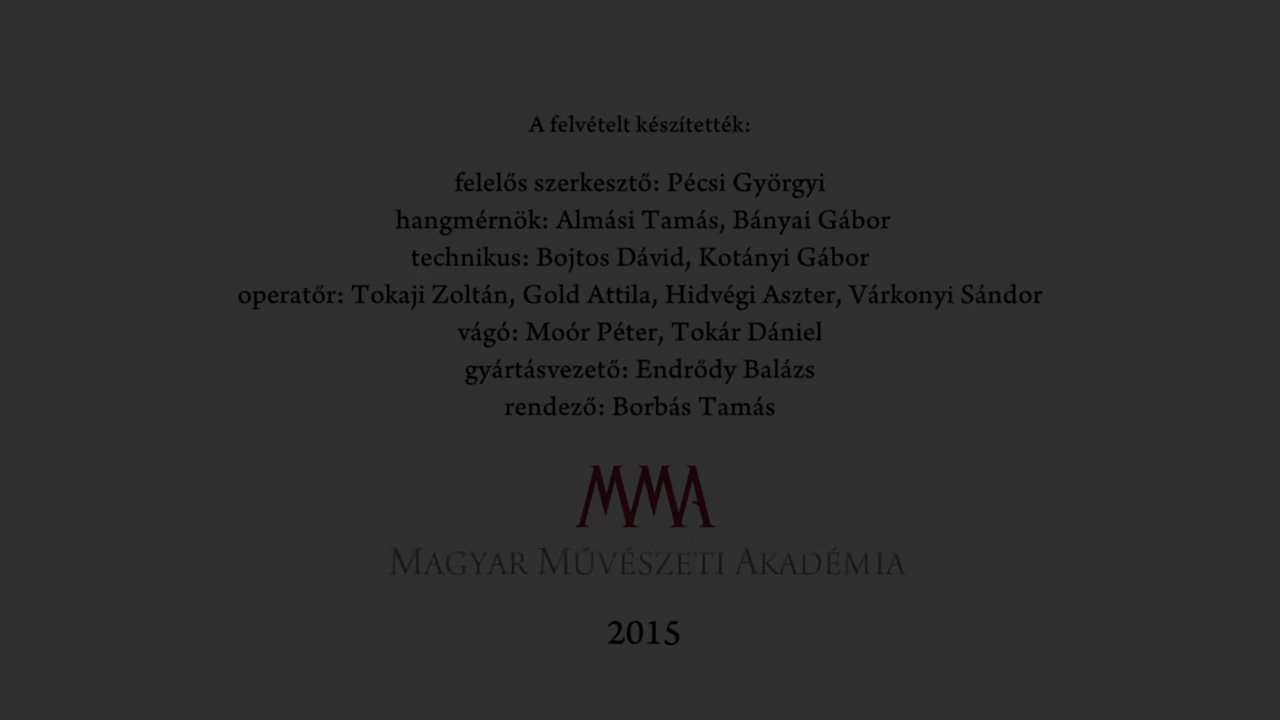 A felvételt készítették:
felelős szerkesztő: Pécsi Györgyi
hangmérnök: Almási Tamás, Bányai Gábor
technikus: Bojtos Dávid, Kotányi Gábor
operatőr: Tokaji Zoltán, Gold Attila, Hidvégi Aszter, Várkonyi Sándor
vágó: Moór Péter, Tokár Dániel
gyártásvezető: Endrődy Balázs
rendező: Borbás Tamás
MMA
MAGYAR MŰVÉSZETI AKADÉMIA
2015